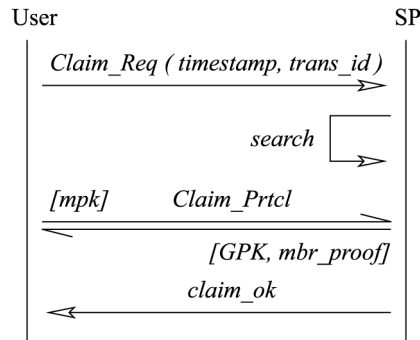 User SP
Claim_Req ( timestamp, trans_id )
search
[mpk] Claim_Prtcl
[GPK, mbr_proof]
claim_ok